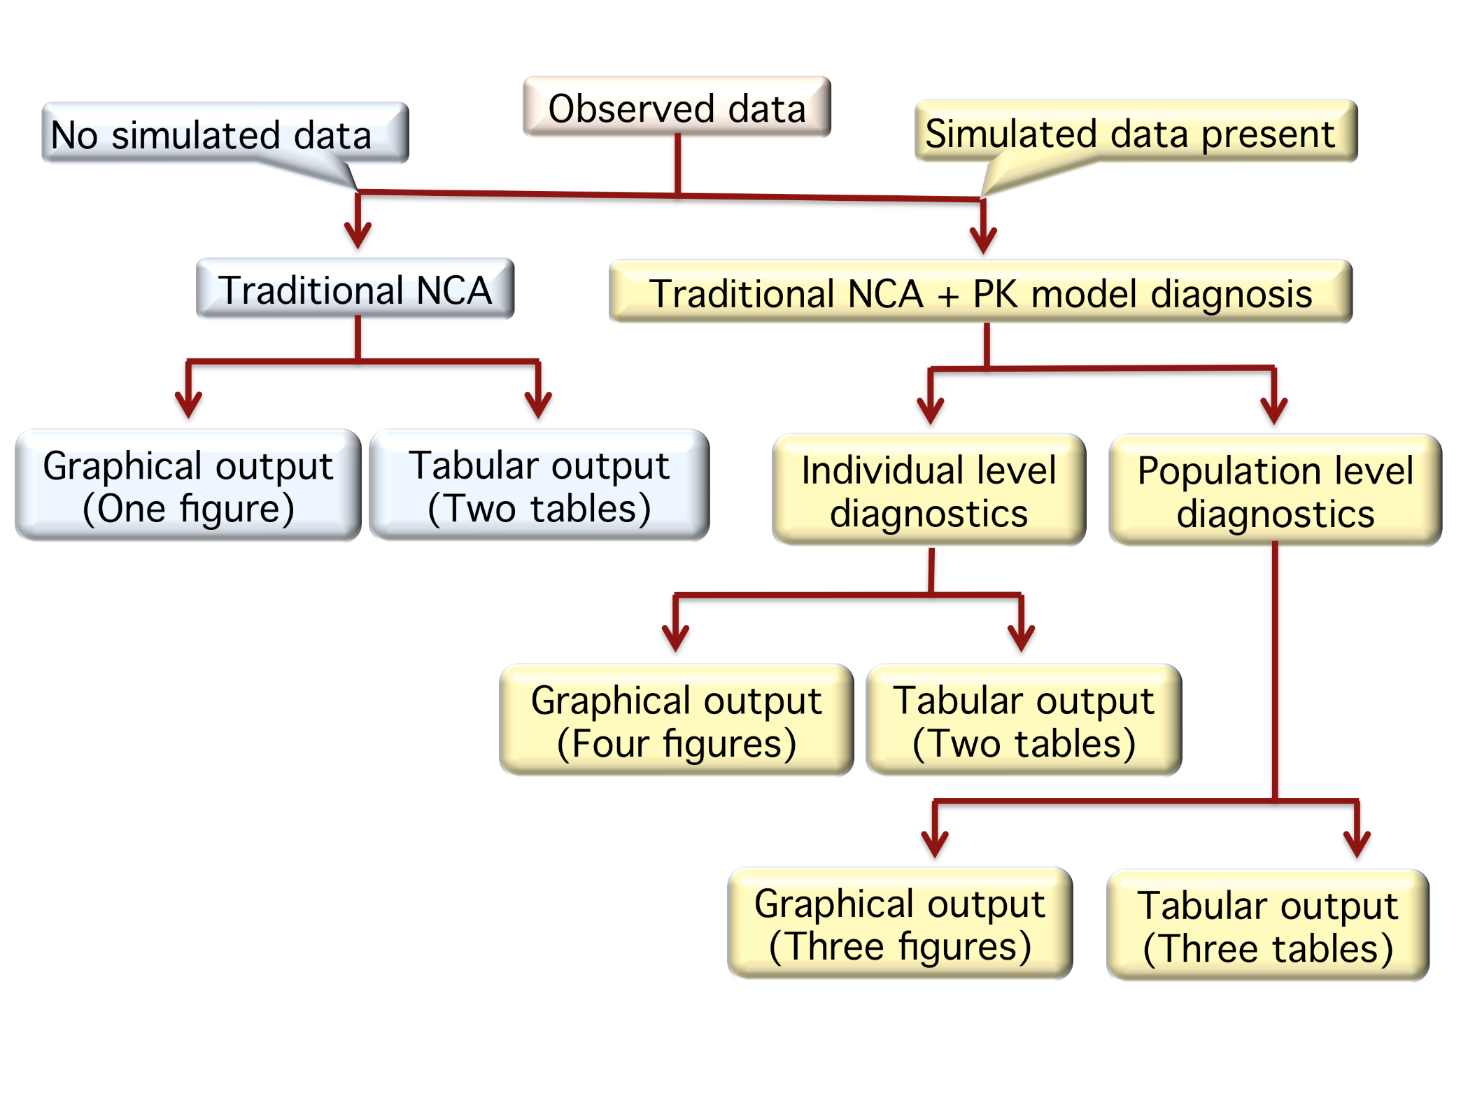 Observed data
No simulated data
Simulated data present
Traditional NCA
Traditional NCA + PK model diagnosis
Graphical output
(One figure)
Tabular output
(Two tables)
Individual level
diagnostics
Population level
diagnostics
Graphical output
(Four figures)
Tabular output
(Two tables)
Graphical output
(Three figures)
Tabular output
(Three tables)